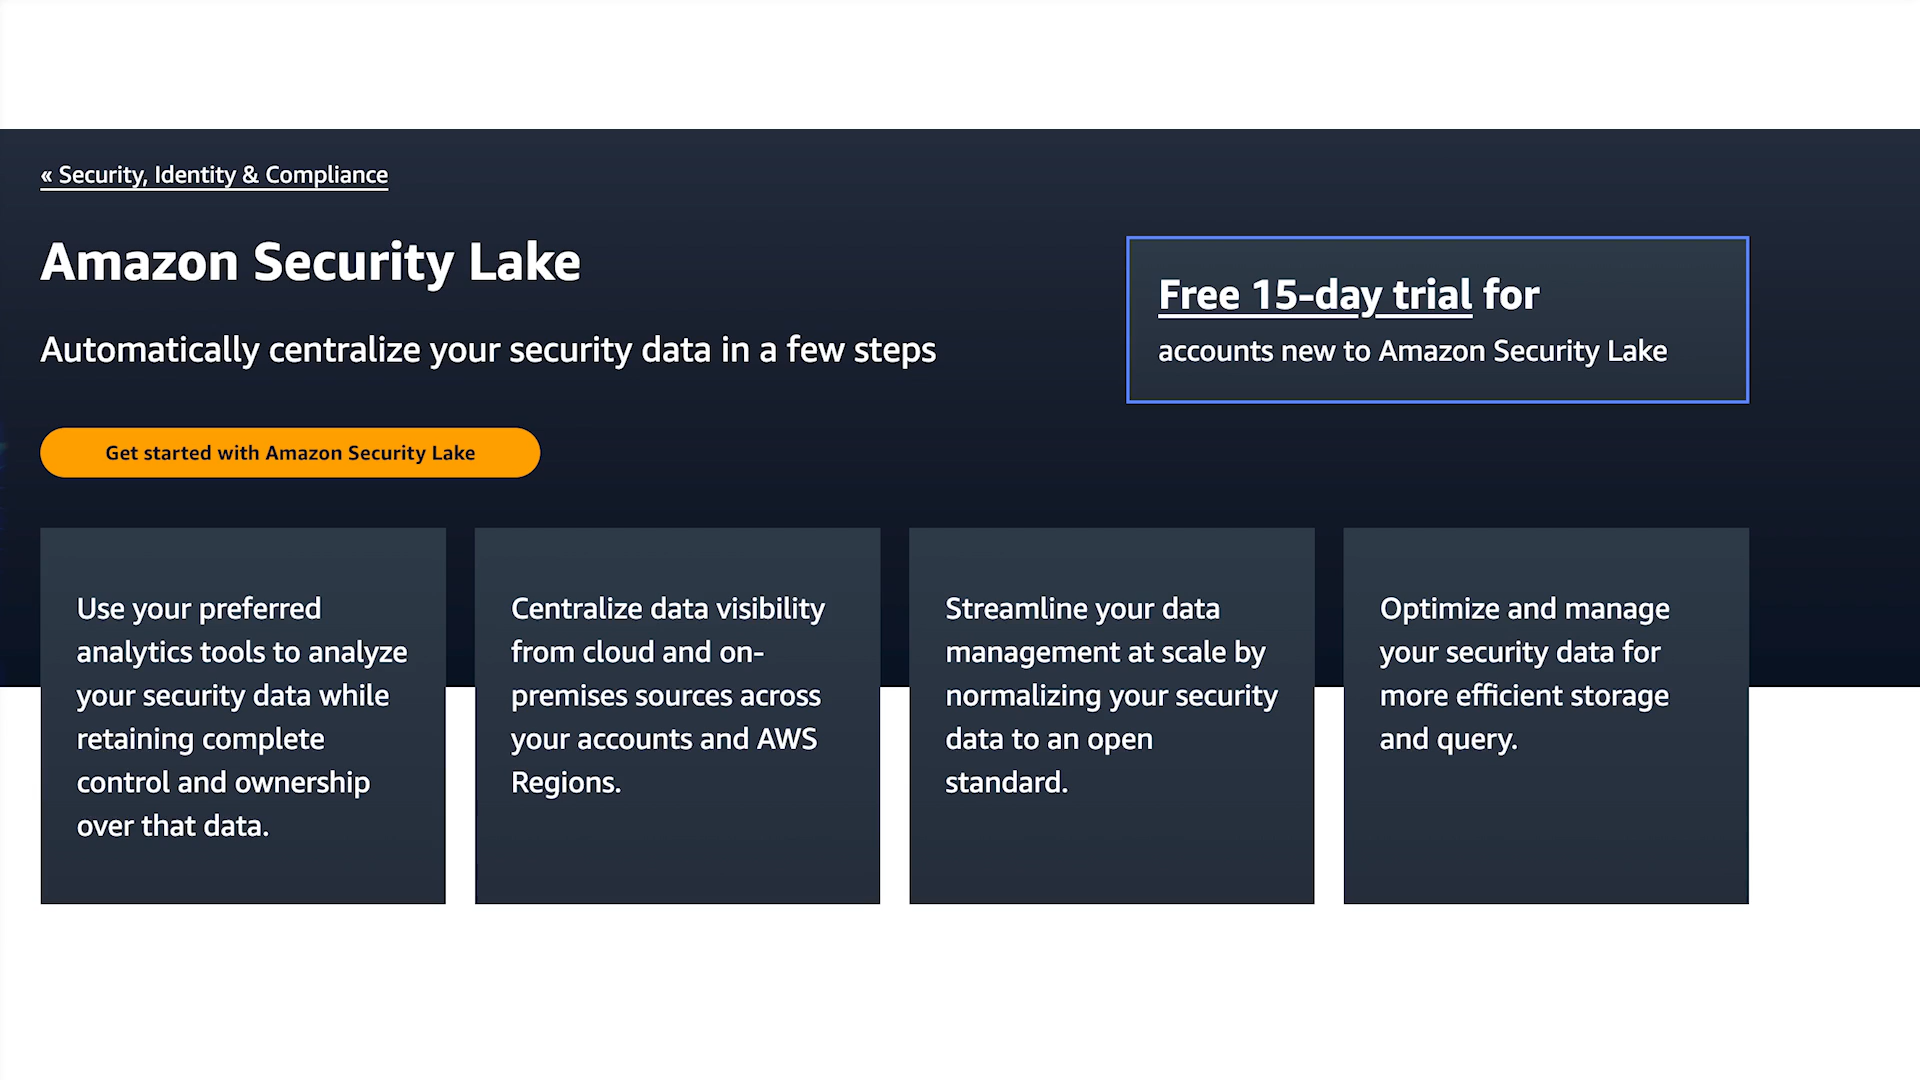 « Security, Identity & Compliance
Amazon Security Lake
Automatically centralize your security data in a few steps
Get started with Amazon Security Lake
Free 15-day trial for
accounts new to Amazon Security Lake
Use your preferred
analytics tools to analyze
your security data while
retaining complete
control and ownership
over that data.
Centralize data visibility
from cloud and on-
premises sources across
your accounts and AWS
Regions.
Streamline your data
management at scale by
normalizing your security
data to an open
standard.
Optimize and manage
your security data for
more efficient storage
and query.